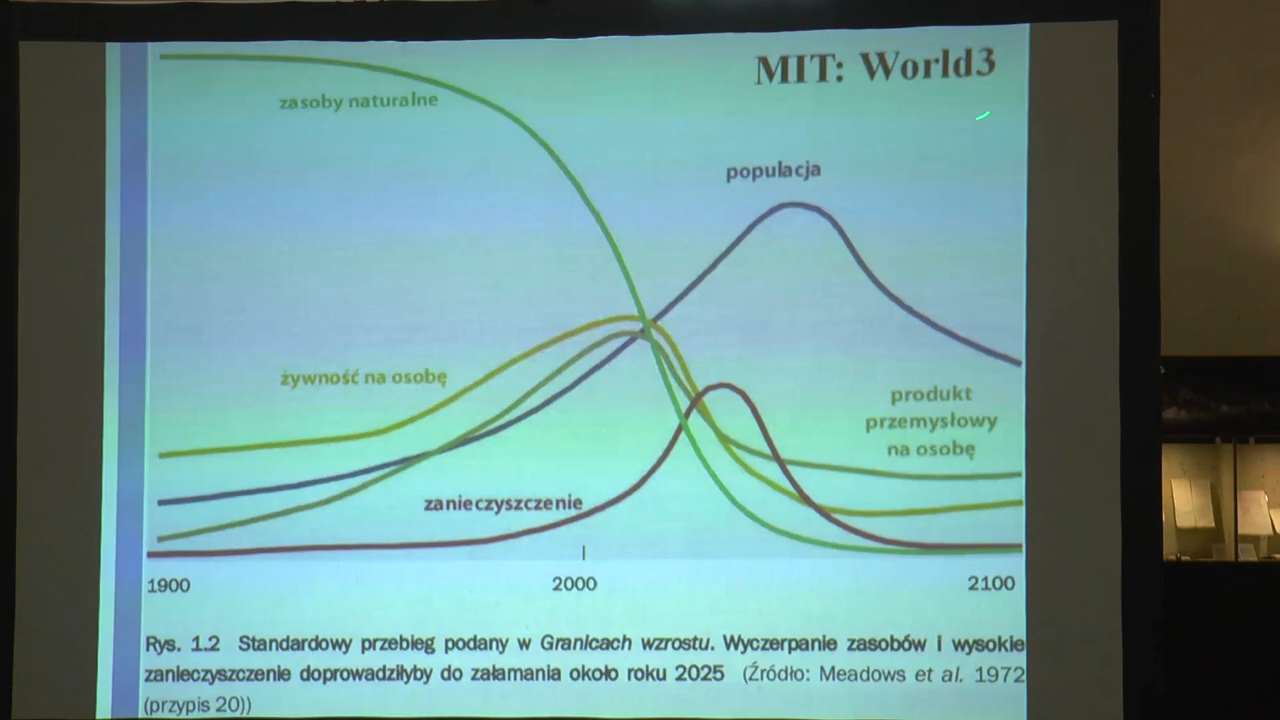 MIT: World3
zasoby naturalne
populacja
żywność na osobę
produkt
przemysłowy
na osobę
zanieczyszczenie
1900
2000
2100
Rys. 1.2 Standardowy przebieg podany w Granicach wzrostu. Wyczerpanie zasobów i wysokie
zanieczyszczenie doprowadziłyby do załamania około roku 2025 (Źródło: Meadows et al. 1972
(przypis 20))